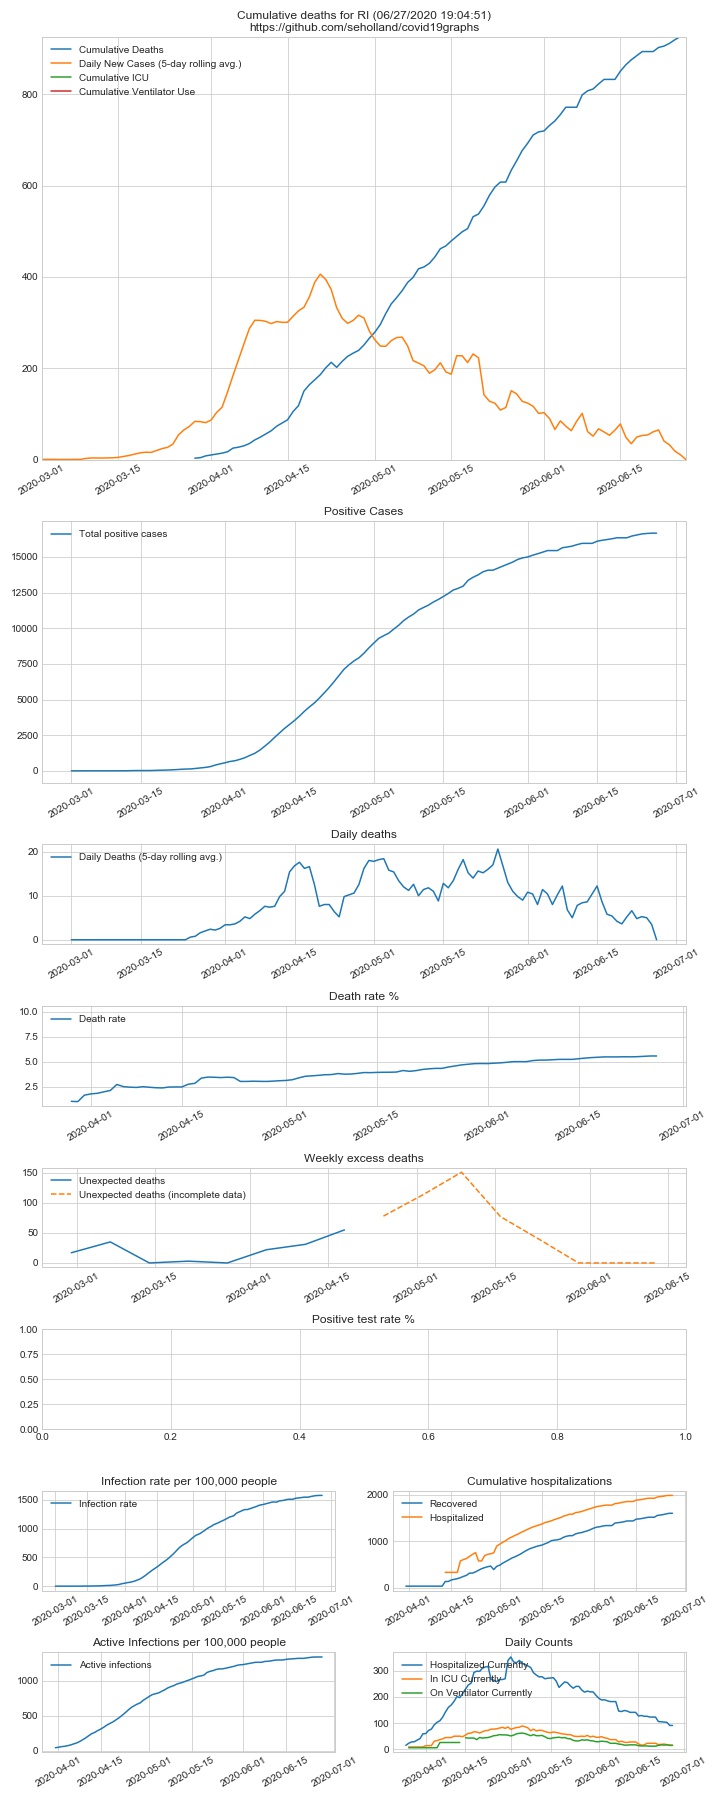 Cumulative deaths for RI (06/27/2020 19:04:51)
https://github.com/seholland/covid19graphs
Cumulative Deaths
Daily New Cases (5-day rolling avg.)
Cumulative ICU
Cumulative Ventilator Use
800
600
400
200
0
2020-03-01 2020-03-15 2020-04-01 2020-04-15 2020-05-01 2020-05-15 2020-06-01 2020-06-15
Positive Cases
Total positive cases
15000
12500
10000
7500
5000
2500
0
2020-03-01 2020-03-15 2020-04-01 2020-04-15 2020-05-01 2020-05-15 2020-06-01 2020-06-15 2020-07-01
Daily deaths
Daily Deaths (5-day rolling avg.)
20
10
0
2020-03-01 2020-03-15 2020-04-01 2020-04-15 2020-05-01 2020-05-15 2020-06-01 2020-06-15 2020-07-01
Death rate %
Death rate
10.0
7.5
5.0
2.5
2020-04-01 2020-04-15 2020-05-01 2020-05-15 2020-06-01 2020-06-15 2020-07-01
Weekly excess deaths
Unexpected deaths
Unexpected deaths (incomplete data)
150
100
50
0
2020-03-01 2020-03-15 2020-04-01 2020-04-15 2020-05-01 2020-05-15 2020-06-01 2020-06-15
Positive test rate %
1.00
0.75
0.50
0.25
0.00
0.0 0.2 0.4 0.6 0.8 1.0
Infection rate per 100,000 people
Infection rate
1500
1000
500
0
2020-03-01 2020-03-15 2020-04-01 2020-04-15 2020-05-01 2020-05-15 2020-06-01 2020-06-15 2020-07-01
Cumulative hospitalizations
Recovered
Hospitalized
2000
1000
0
2020-04-01 2020-04-15 2020-05-01 2020-05-15 2020-06-01 2020-06-15 2020-07-01
Active Infections per 100,000 people
Active infections
1000
500
0
2020-04-01 2020-04-15 2020-05-01 2020-05-15 2020-06-01 2020-06-15 2020-07-01
Daily Counts
Hospitalized Currently
In ICU Currently
On Ventilator Currently
300
200
100
0
2020-04-01 2020-04-15 2020-05-01 2020-05-15 2020-06-01 2020-06-15 2020-07-01